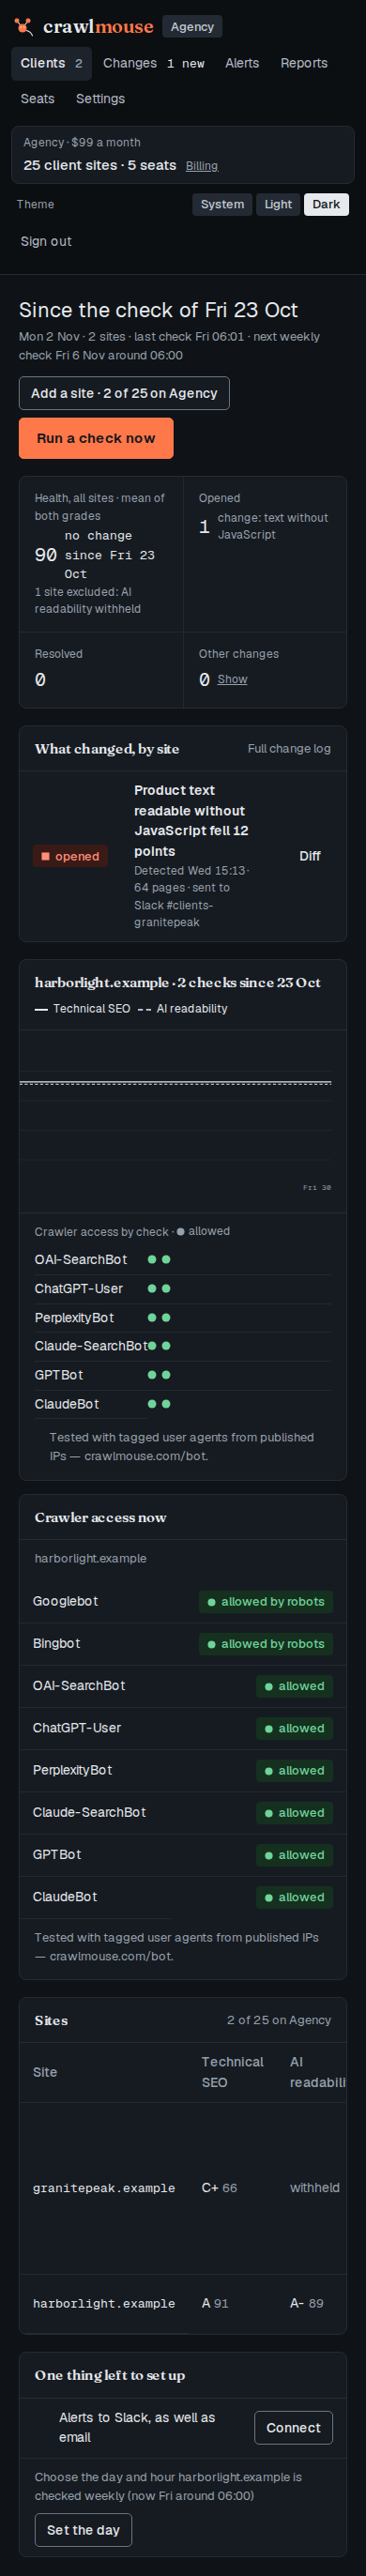 crawlmouse Agency
Clients 2 Changes 1 new Alerts Reports
Seats Settings
Agency · $99 a month
25 client sites · 5 seats Billing
Theme System Light Dark
Sign out
Since the check of Fri 23 Oct
Mon 2 Nov · 2 sites · last check Fri 06:01 · next weekly
check Fri 6 Nov around 06:00
Add a site · 2 of 25 on Agency
Run a check now
Health, all sites · mean of
both grades
90 no change
since Fri 23
Oct
1 site excluded: AI
readability withheld
Opened
1 change: text without
JavaScript
Resolved
0
Other changes
0 Show
What changed, by site Full change log
opened
Product text
readable without
JavaScript fell 12
points
Detected Wed 15:13 ·
64 pages · sent to
Slack #clients-
granitepeak
Diff
harborlight.example · 2 checks since 23 Oct
Technical SEO AI readability
Fri 30
Crawler access by check · allowed
OAI-SearchBot
ChatGPT-User
PerplexityBot
Claude-SearchBot
GPTBot
ClaudeBot
Tested with tagged user agents from published
IPs — crawlmouse.com/bot.
Crawler access now
harborlight.example
Googlebot allowed by robots
Bingbot allowed by robots
OAI-SearchBot allowed
ChatGPT-User allowed
PerplexityBot allowed
Claude-SearchBot allowed
GPTBot allowed
ClaudeBot allowed
Tested with tagged user agents from published IPs
— crawlmouse.com/bot.
Sites 2 of 25 on Agency
Site Technical
SEO
AI
readabili
granitepeak.example C+ 66 withheld
harborlight.example A 91 A- 89
One thing left to set up
Alerts to Slack, as well as
email
Connect
Choose the day and hour harborlight.example is
checked weekly (now Fri around 06:00)
Set the day